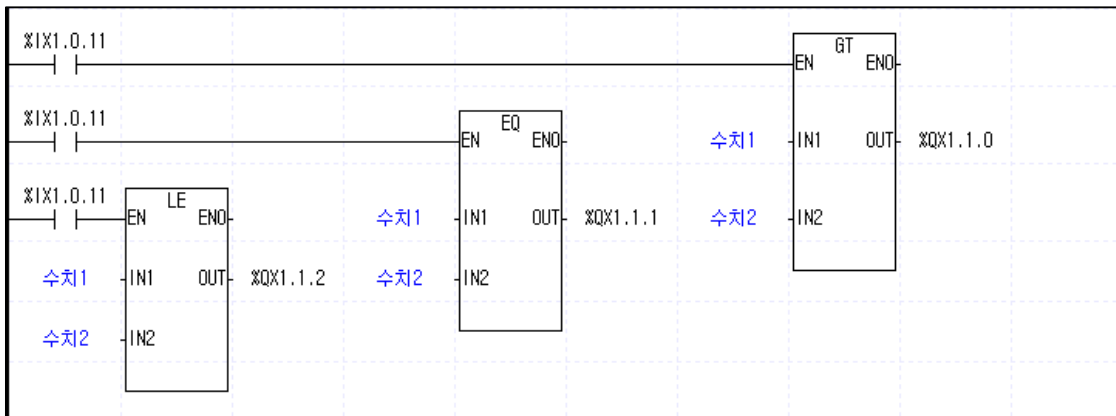 %IX1.0.11
GT
EN ENO
%IX1.0.11
EQ
EN ENO
수치1 IN1 OUT %QX1.1.0
%IX1.0.11
LE
EN ENO
수치1 IN1 OUT %QX1.1.1
수치2 IN2
수치1 IN1 OUT %QX1.1.2
수치2 IN2
수치2 IN2